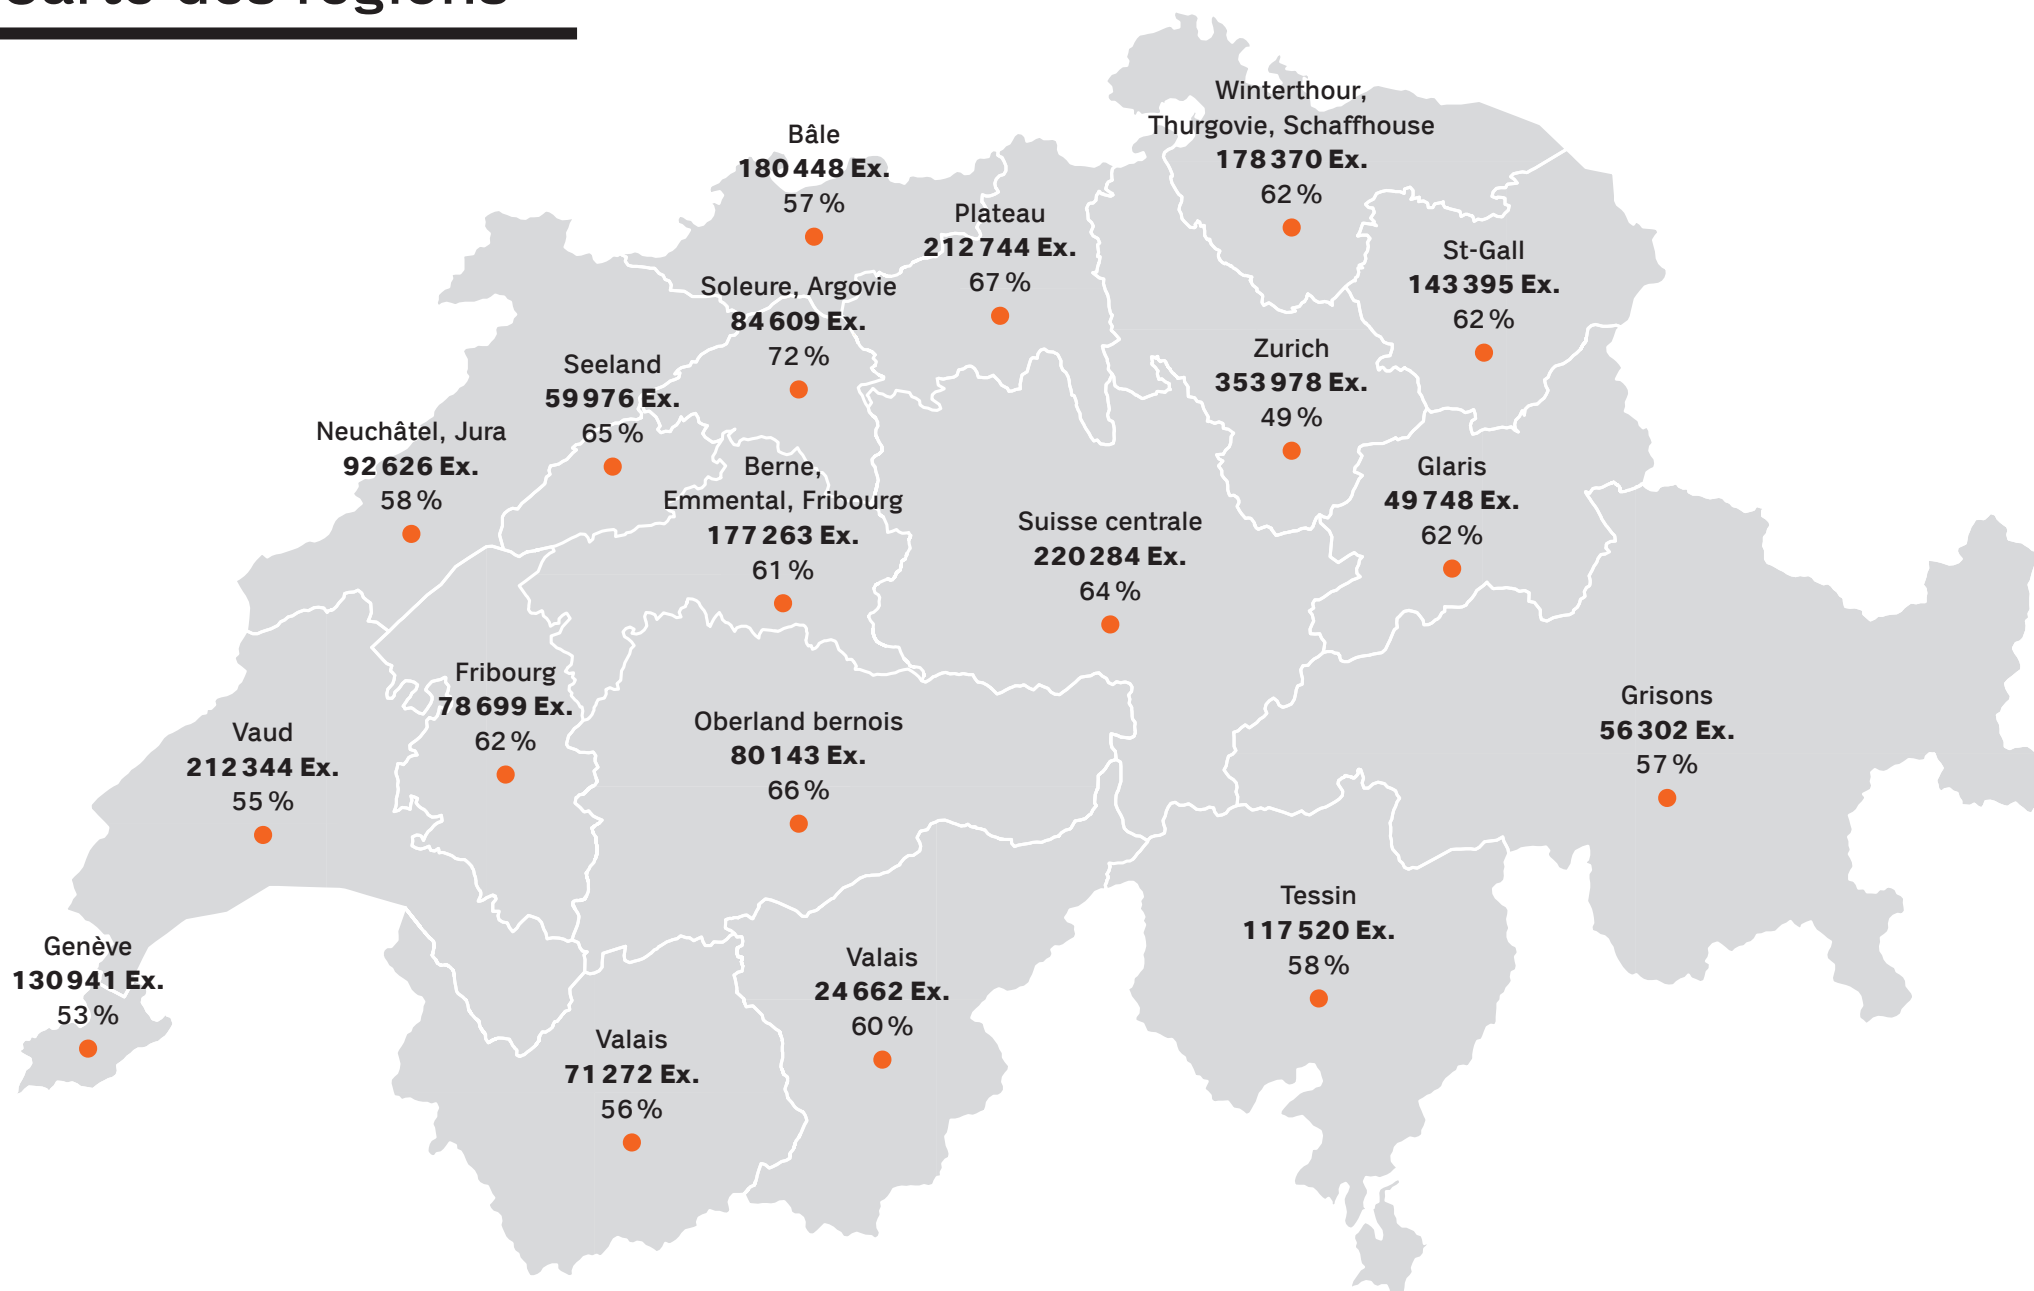 Carte des régions
Winterthour,
Thurgovie, Schaffhouse
178 370 Ex.
62 %
Bâle
180 448 Ex.
57 %
Plateau
212 744 Ex.
67 %
St-Gall
143 395 Ex.
62 %
Soleure, Argovie
84 609 Ex.
72 %
Zurich
353 978 Ex.
49 %
Seeland
59 976 Ex.
65 %
Neuchâtel, Jura
92 626 Ex.
58 %
Berne,
Emmental, Fribourg
177 263 Ex.
61 %
Glaris
49 748 Ex.
62 %
Suisse centrale
220 284 Ex.
64 %
Fribourg
78 699 Ex.
62 %
Grisons
56 302 Ex.
57 %
Oberland bernois
80 143 Ex.
66 %
Vaud
212 344 Ex.
55 %
Tessin
117 520 Ex.
58 %
Genève
130 941 Ex.
53 %
Valais
24 662 Ex.
60 %
Valais
71 272 Ex.
56 %